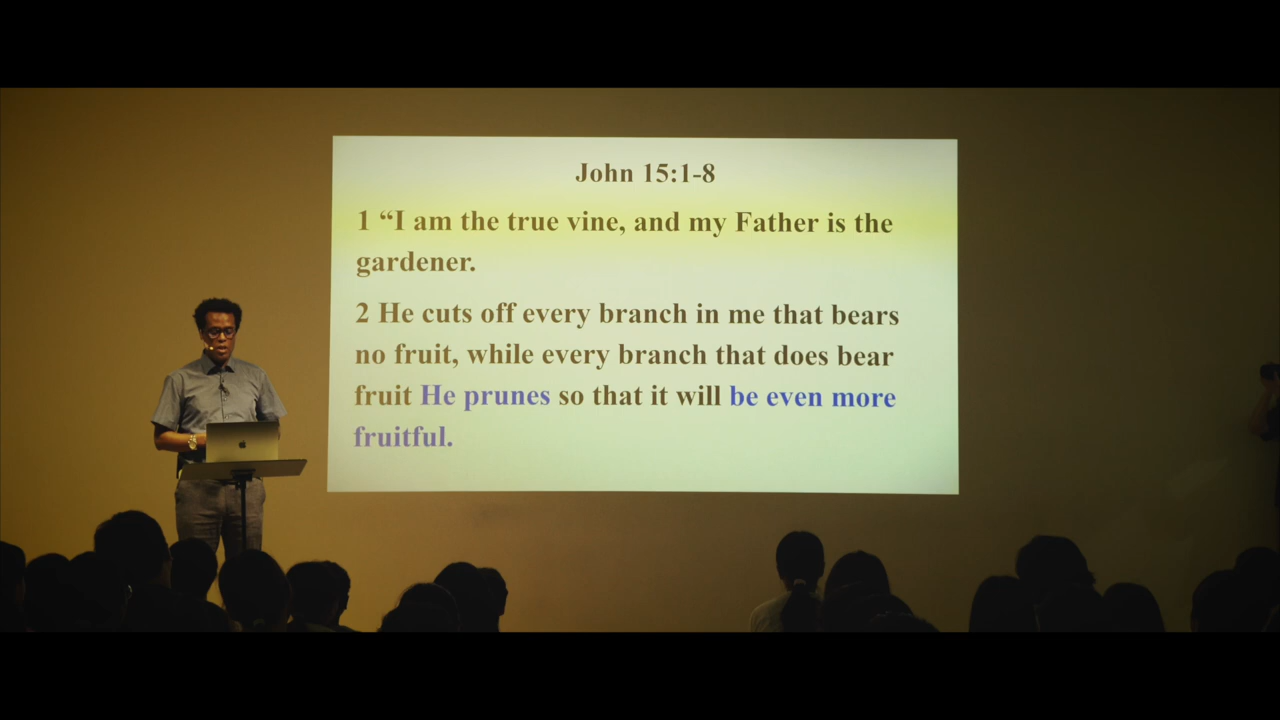 John 15:1-8
1 “I am the true vine, and my Father is the
gardener.
2 He cuts off every branch in me that bears
no fruit, while every branch that does bear
fruit He prunes so that it will be even more
fruitful.